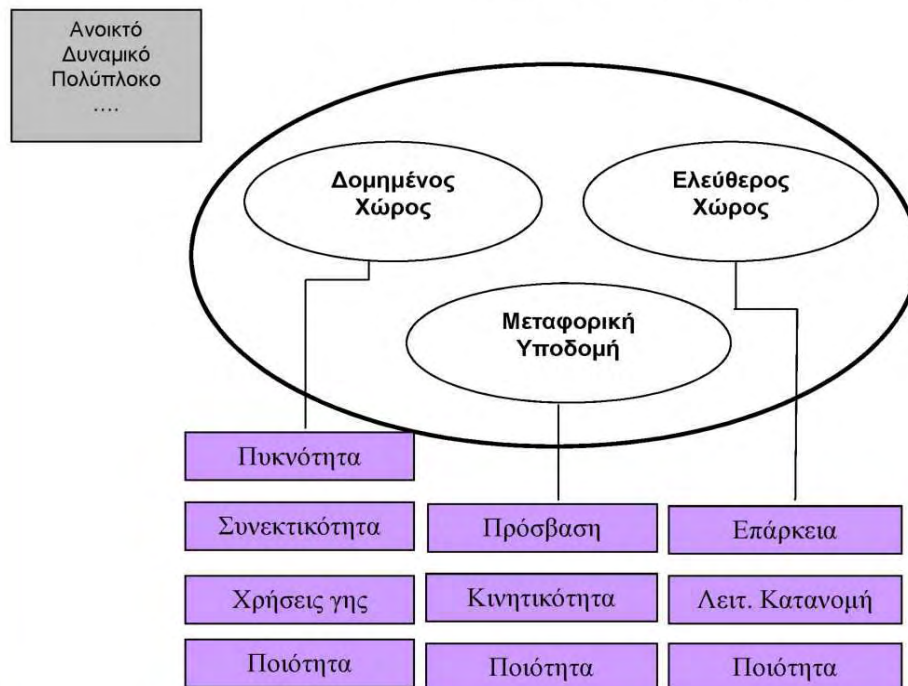 Ανοικτό
Δυναμικό
Πολύπλοκο
....
Δομημένος
Χώρος
Ελεύθερος
Χώρος
Μεταφορική
Υποδομή
Πυκνότητα
Συνεκτικότητα
Χρήσεις γης
Ποιότητα
Πρόσβαση
Κινητικότητα
Ποιότητα
Επάρκεια
Λειτ. Κατανομή
Ποιότητα